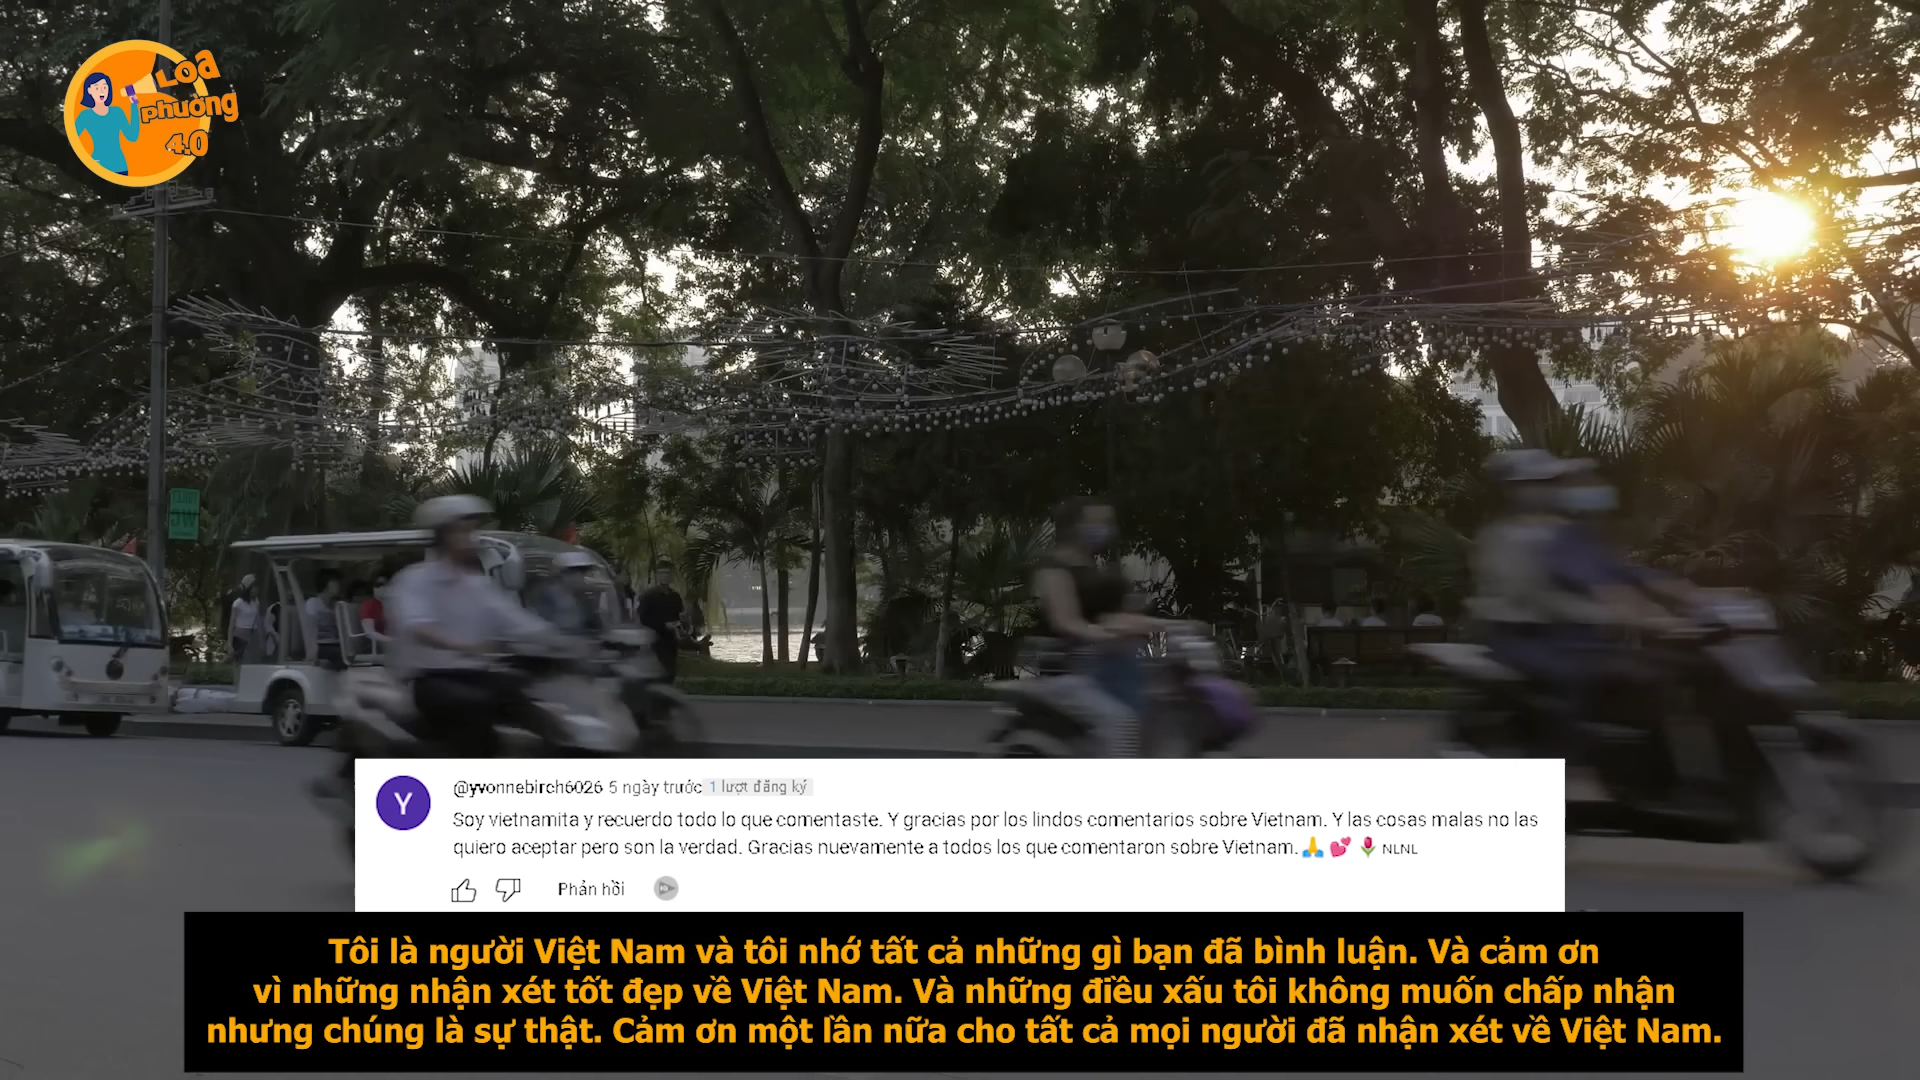 Loa
phường
4.0
@yvonnebirch6026 5 ngày trước 1 lượt đăng ký
Y
Soy vietnamita y recuerdo todo lo que comentaste. Y gracias por los lindos comentarios sobre Vietnam. Y las cosas malas no las
quiero aceptar pero son la verdad. Gracias nuevamente a todos los que comentaron sobre Vietnam. 🙏 💕 🌷 NLNL
Phản hồi
Tôi là người Việt Nam và tôi nhớ tất cả những gì bạn đã bình luận. Và cảm ơn
vì những nhận xét tốt đẹp về Việt Nam. Và những điều xấu tôi không muốn chấp nhận
nhưng chúng là sự thật. Cảm ơn một lần nữa cho tất cả mọi người đã nhận xét về Việt Nam.